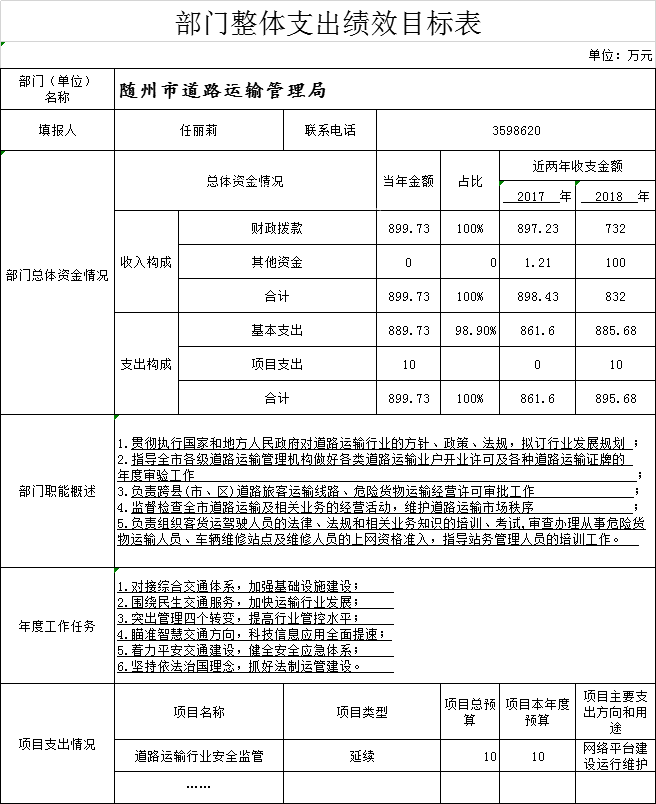 部门整体支出绩效目标表
单位：万元
部门（单位）
名称
随州市道路运输管理局
填报人
任丽莉
联系电话
3598620
部门总体资金情况
总体资金情况
当年金额
占比
近两年收支金额
2017 年
2018 年
收入构成
财政拨款 899.73 100% 897.23 732
其他资金 0 0 1.21 100
合计 899.73 100% 898.43 832
支出构成
基本支出 889.73 98.90% 861.6 885.68
项目支出 10 0 10
合计 899.73 100% 861.6 895.68
部门职能概述
1.贯彻执行国家和地方人民政府对道路运输行业的方针、政策、法规，拟订行业发展规划 ；
2.指导全市各级道路运输管理机构做好各类道路运输业户开业许可及各种道路运输证牌的
年度审验工作 ；
3.负责跨县(市、区)道路旅客运输线路、危险货物运输经营许可审批工作 ；
4.监督检查全市道路运输及相关业务的经营活动，维护道路运输市场秩序 ；
5.负责组织客货运驾驶人员的法律、法规和相关业务知识的培训、考试,审查办理从事危险货
物运输人员、车辆维修站点及维修人员的上网资格准入，指导站务管理人员的培训工作。
年度工作任务
1.对接综合交通体系，加强基础设施建设；
2.围绕民生交通服务，加快运输行业发展；
3.突出管理四个转变，提高行业管控水平；
4.瞄准智慧交通方向，科技信息应用全面提速；
5.着力平安交通建设，健全安全应急体系；
6.坚持依法治国理念，抓好法制运管建设。
项目支出情况
项目名称
项目类型
项目总预
算
项目本年度
预算
项目主要支
出方向和用
途
道路运输行业安全监管
延续
10
10
网络平台建
设运行维护
……